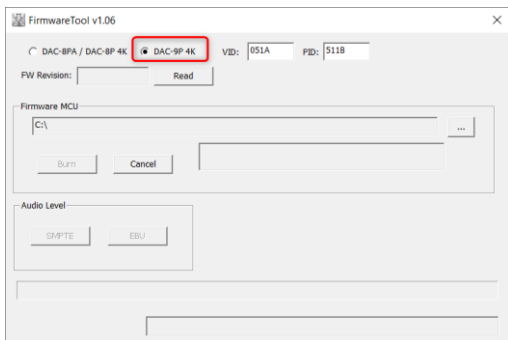 FirmwareTool v1.06
DAC-8PA / DAC-8P 4K DAC-9P 4K VID: 051A PID: 511B
FW Revision: Read
Firmware MCU
C:\
...
Burn Cancel
Audio Level
SMPTE EBU